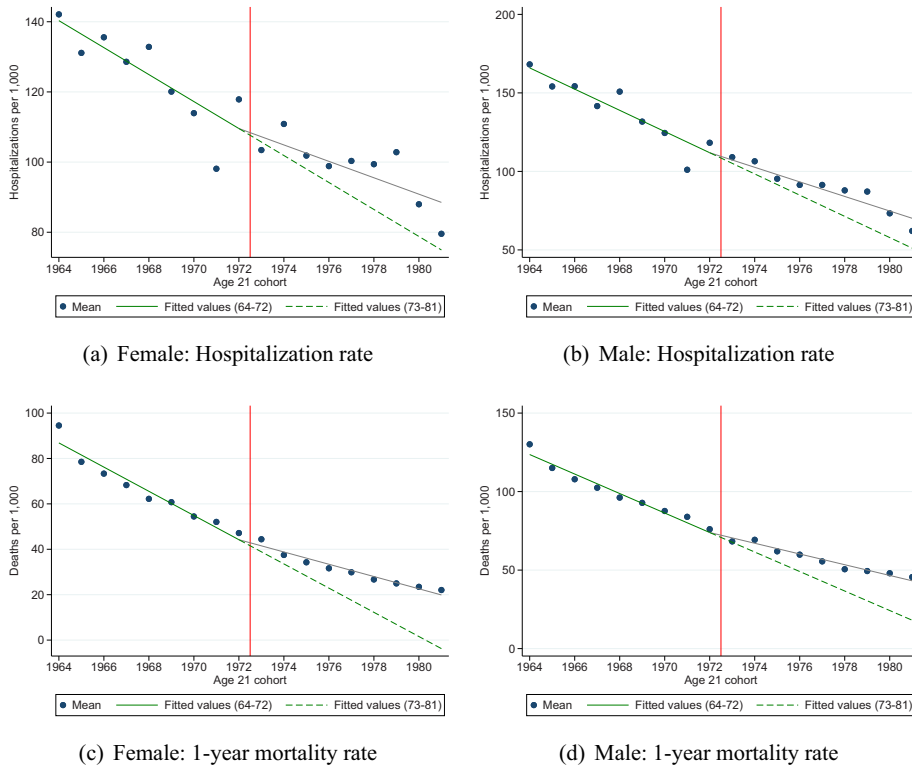 Hospitalizations per 1,000
140
120
100
80
1964 1966 1968 1970 1972 1974 1976 1978 1980
Age 21 cohort
Mean Fitted values (64-72) Fitted values (73-81)
(a) Female: Hospitalization rate
Hospitalizations per 1,000
200
150
100
50
1964 1966 1968 1970 1972 1974 1976 1978 1980
Age 21 cohort
Mean Fitted values (64-72) Fitted values (73-81)
(b) Male: Hospitalization rate
Deaths per 1,000
100
80
60
40
20
0
1964 1966 1968 1970 1972 1974 1976 1978 1980
Age 21 cohort
Mean Fitted values (64-72) Fitted values (73-81)
(c) Female: 1-year mortality rate
Deaths per 1,000
150
100
50
0
1964 1966 1968 1970 1972 1974 1976 1978 1980
Age 21 cohort
Mean Fitted values (64-72) Fitted values (73-81)
(d) Male: 1-year mortality rate